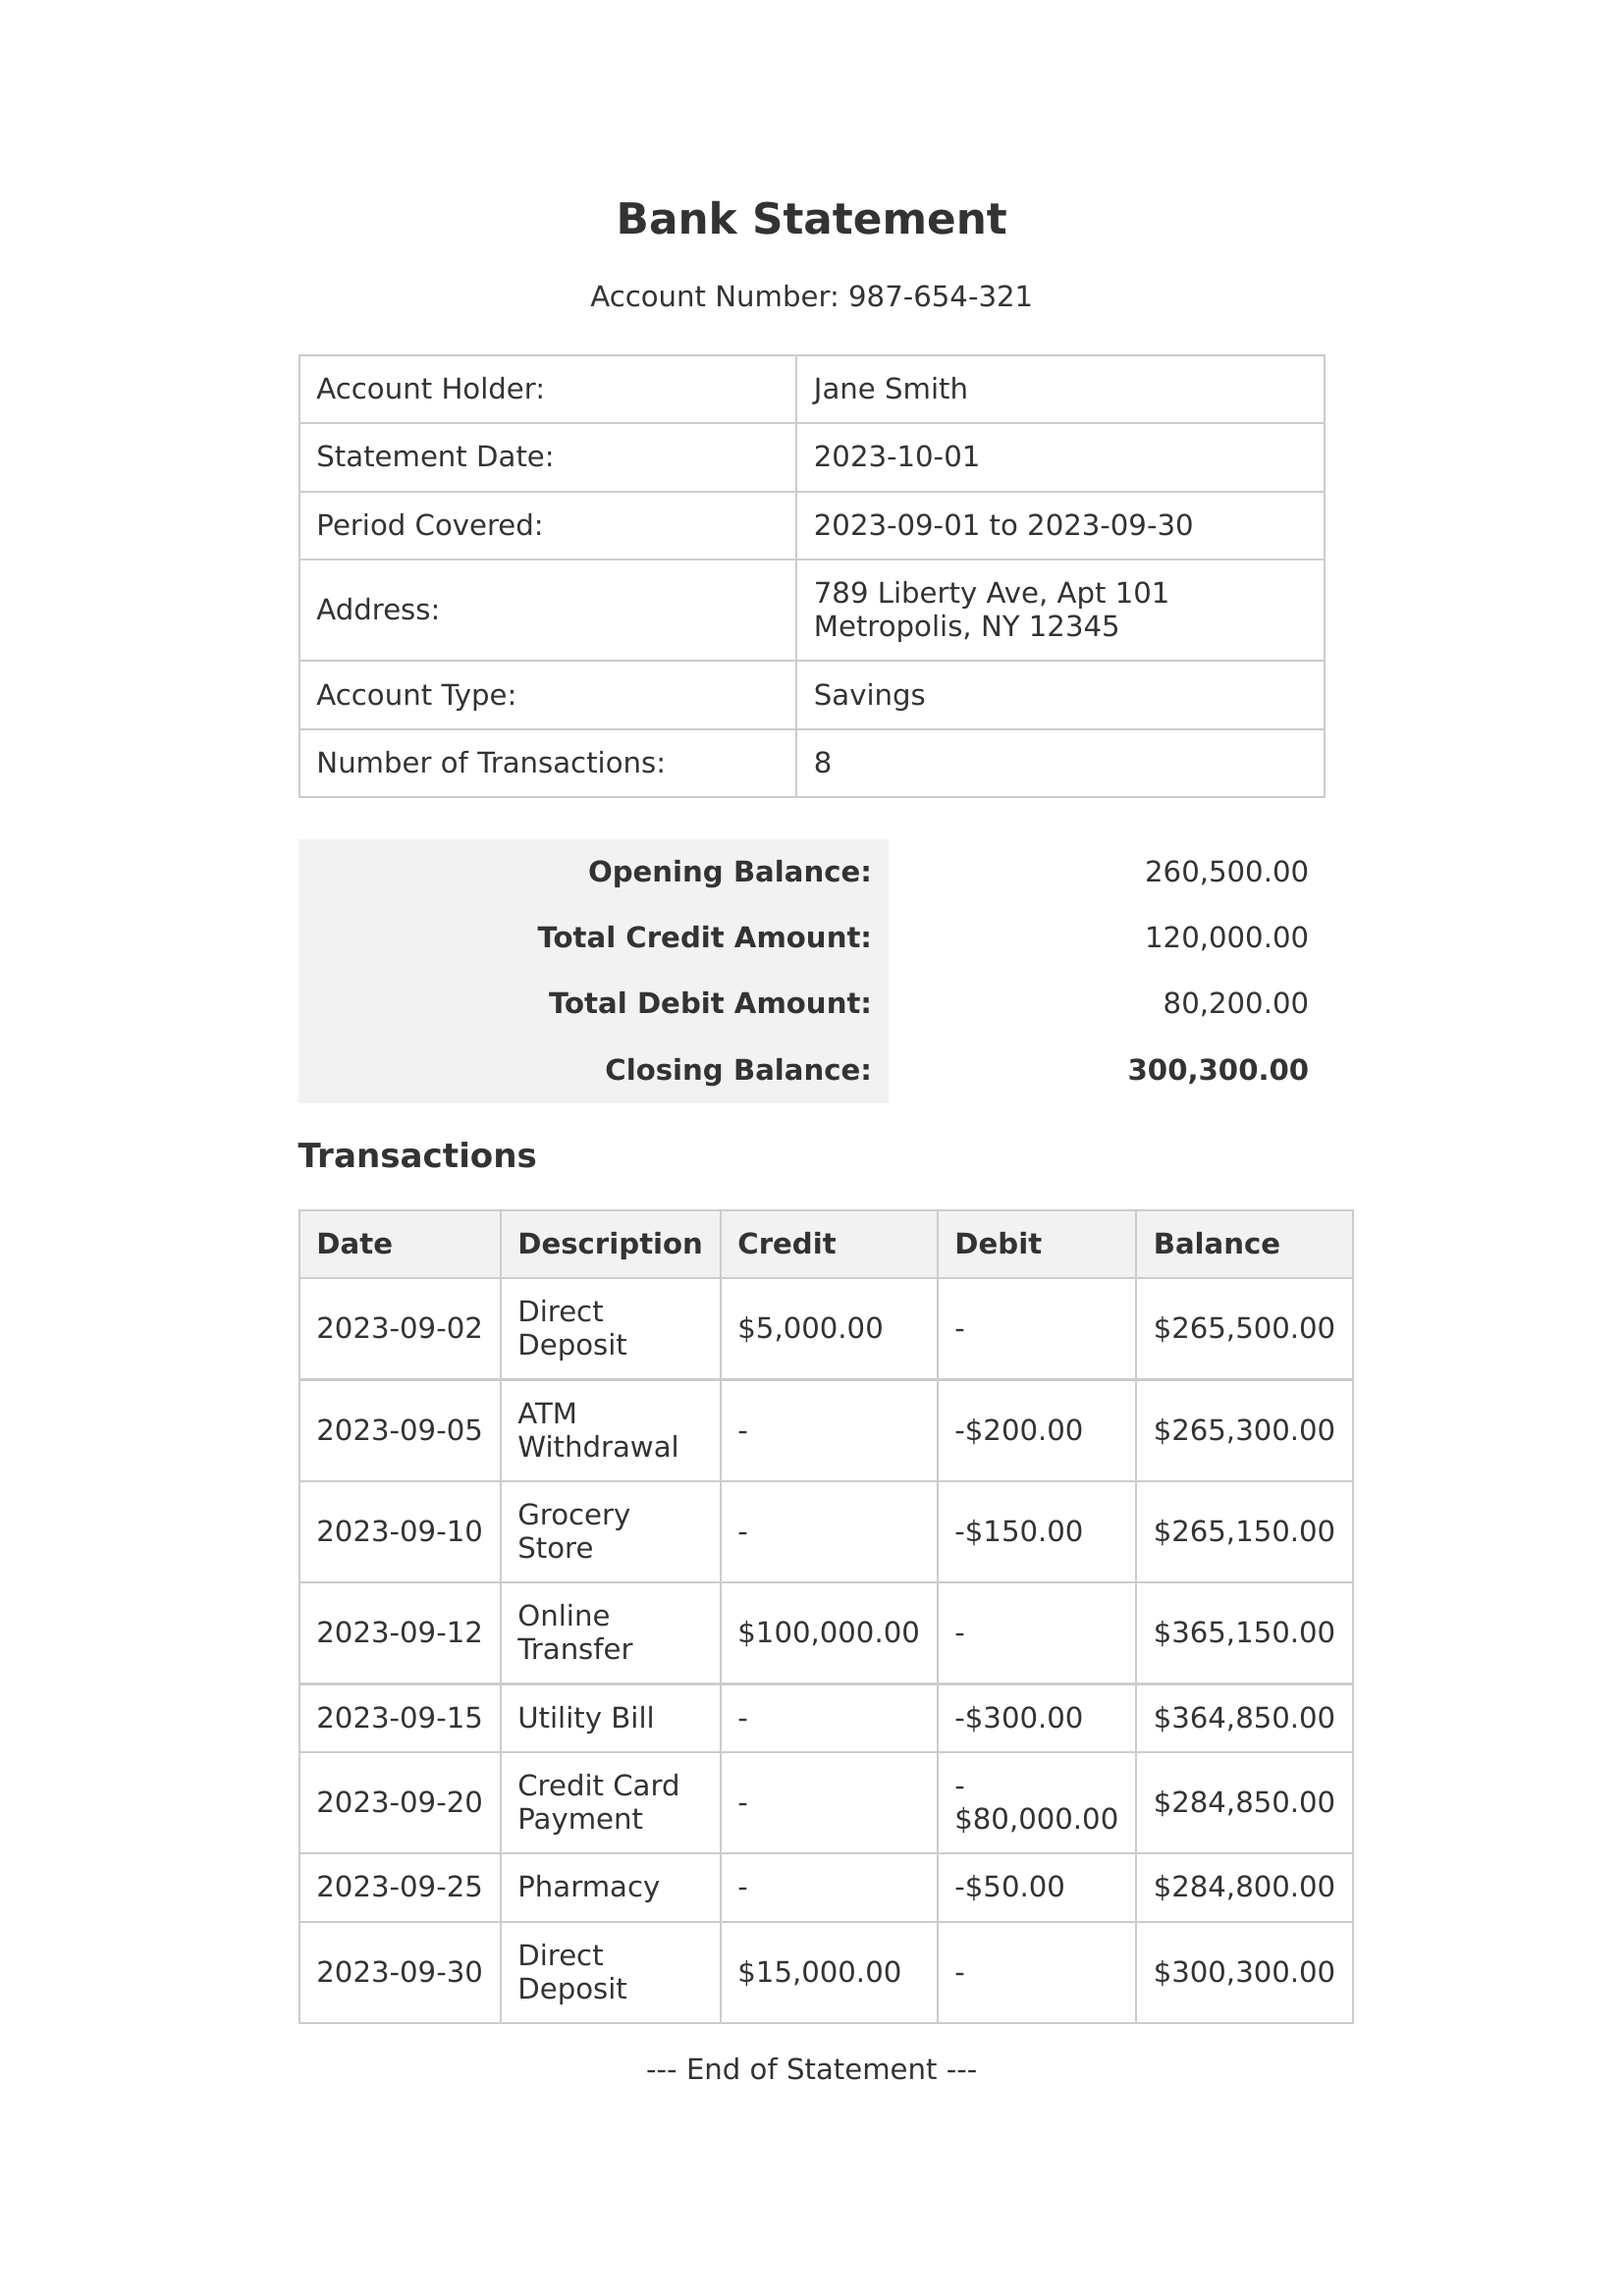 Bank Statement
Account Number: 987-654-321
Account Holder: Jane Smith
Statement Date: 2023-10-01
Period Covered: 2023-09-01 to 2023-09-30
Address: 789 Liberty Ave, Apt 101
Metropolis, NY 12345
Account Type: Savings
Number of Transactions: 8
Opening Balance: 260,500.00
Total Credit Amount: 120,000.00
Total Debit Amount: 80,200.00
Closing Balance: 300,300.00
Transactions
Date Description Credit Debit Balance
2023-09-02 Direct Deposit $5,000.00 - $265,500.00
2023-09-05 ATM Withdrawal - -$200.00 $265,300.00
2023-09-10 Grocery Store - -$150.00 $265,150.00
2023-09-12 Online Transfer $100,000.00 - $365,150.00
2023-09-15 Utility Bill - -$300.00 $364,850.00
2023-09-20 Credit Card Payment - -$80,000.00 $284,850.00
2023-09-25 Pharmacy - -$50.00 $284,800.00
2023-09-30 Direct Deposit $15,000.00 - $300,300.00
--- End of Statement ---